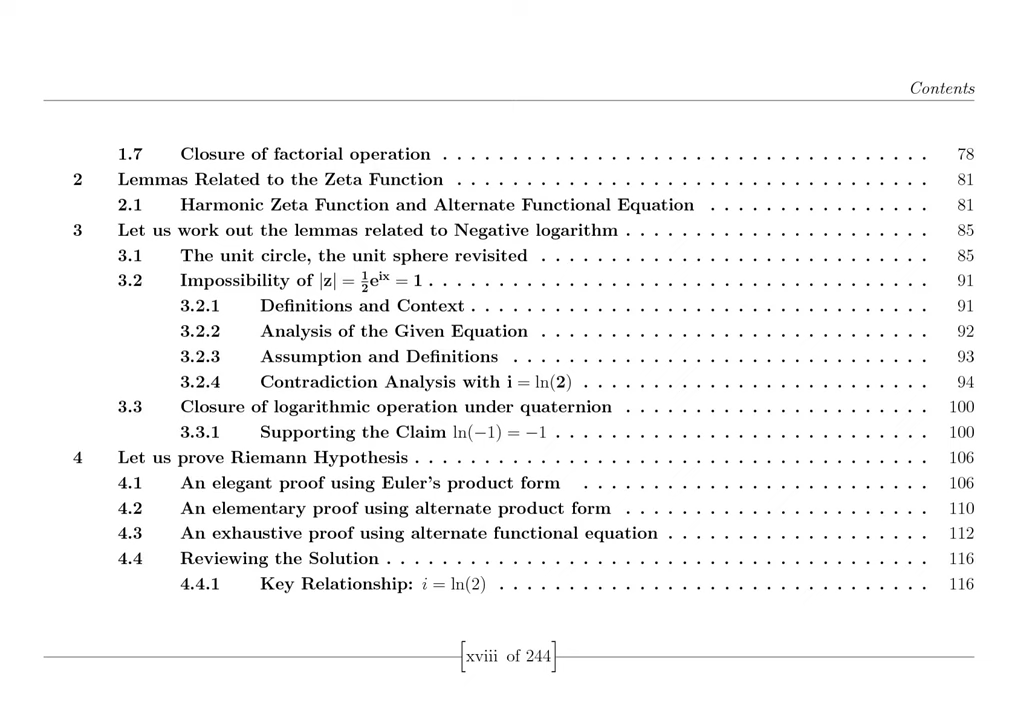 Contents
1.7 Closure of factorial operation . . . . . . . . . . . . . . . . . . . . . . . . . . . . . . . . . . . 78
2 Lemmas Related to the Zeta Function . . . . . . . . . . . . . . . . . . . . . . . . . . . . . . . . . . 81
2.1 Harmonic Zeta Function and Alternate Functional Equation . . . . . . . . . . . . . . . . 81
3 Let us work out the lemmas related to Negative logarithm . . . . . . . . . . . . . . . . . . . . . . 85
3.1 The unit circle, the unit sphere revisited . . . . . . . . . . . . . . . . . . . . . . . . . . . . 85
3.2 Impossibility of |z| = ½e^ix = 1 . . . . . . . . . . . . . . . . . . . . . . . . . . . . . . . . . . . . 91
3.2.1 Definitions and Context . . . . . . . . . . . . . . . . . . . . . . . . . . . . . . . . . 91
3.2.2 Analysis of the Given Equation . . . . . . . . . . . . . . . . . . . . . . . . . . . . 92
3.2.3 Assumption and Definitions . . . . . . . . . . . . . . . . . . . . . . . . . . . . . . 93
3.2.4 Contradiction Analysis with i = ln(2) . . . . . . . . . . . . . . . . . . . . . . . . . 94
3.3 Closure of logarithmic operation under quaternion . . . . . . . . . . . . . . . . . . . . . . 100
3.3.1 Supporting the Claim ln(−1) = −1 . . . . . . . . . . . . . . . . . . . . . . . . . . . 100
4 Let us prove Riemann Hypothesis . . . . . . . . . . . . . . . . . . . . . . . . . . . . . . . . . . . . . 106
4.1 An elegant proof using Euler's product form . . . . . . . . . . . . . . . . . . . . . . . . . 106
4.2 An elementary proof using alternate product form . . . . . . . . . . . . . . . . . . . . . . 110
4.3 An exhaustive proof using alternate functional equation . . . . . . . . . . . . . . . . . . . 112
4.4 Reviewing the Solution . . . . . . . . . . . . . . . . . . . . . . . . . . . . . . . . . . . . . . . 116
4.4.1 Key Relationship: i = ln(2) . . . . . . . . . . . . . . . . . . . . . . . . . . . . . . . 116
[xviii of 244]